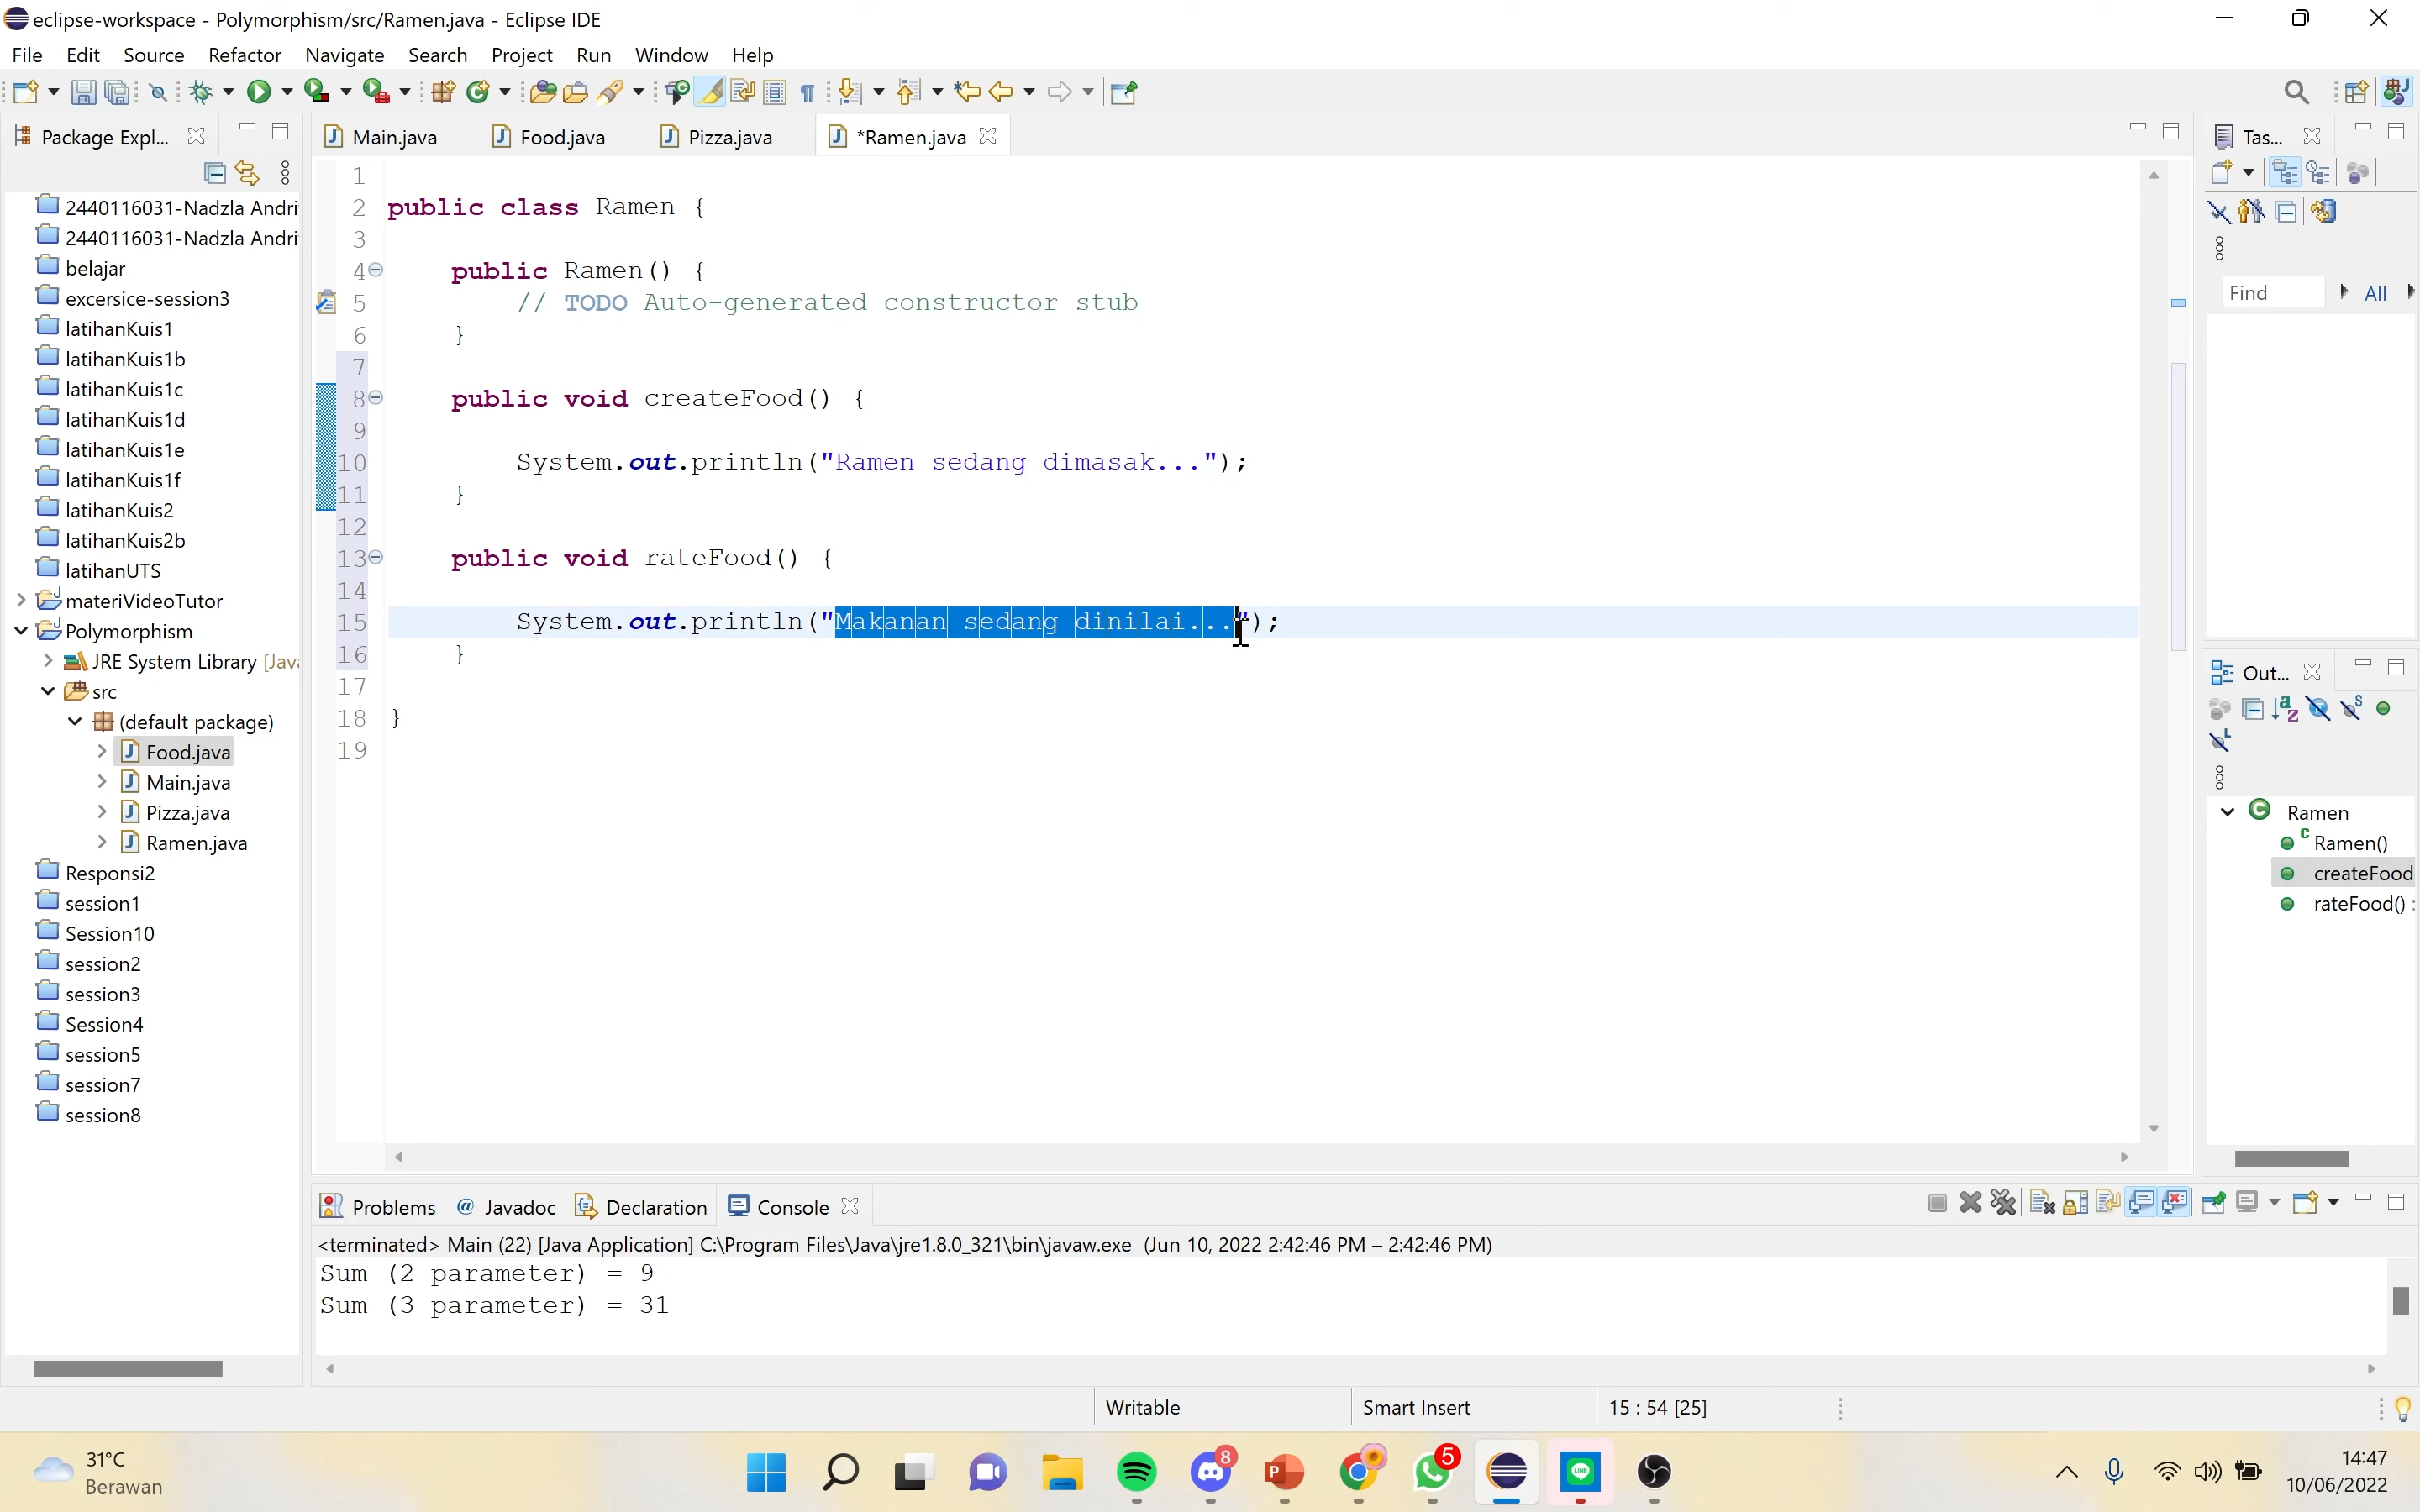 eclipse-workspace - Polymorphism/src/Ramen.java - Eclipse IDE
File Edit Source Refactor Navigate Search Project Run Window Help
Package Expl...
Main.java Food.java Pizza.java *Ramen.java
Tas...
2440116031-Nadzla Andri
2440116031-Nadzla Andri
belajar
excersice-session3
latihanKuis1
latihanKuis1b
latihanKuis1c
latihanKuis1d
latihanKuis1e
latihanKuis1f
latihanKuis2
latihanKuis2b
latihanUTS
materiVideoTutor
Polymorphism
JRE System Library [Java
src
(default package)
Food.java
Main.java
Pizza.java
Ramen.java
Responsi2
session1
Session10
session2
session3
Session4
session5
session7
session8
1
2 public class Ramen {
3
4 public Ramen() {
5 // TODO Auto-generated constructor stub
6 }
7
8 public void createFood() {
9
10 System.out.println("Ramen sedang dimasak...");
11 }
12
13 public void rateFood() {
14
15 System.out.println("Makanan sedang dinilai...");
16 }
17
18 }
19
Find All
Out...
Ramen
Ramen()
createFood
rateFood() :
Problems @ Javadoc Declaration Console
<terminated> Main (22) [Java Application] C:\Program Files\Java\jre1.8.0_321\bin\javaw.exe (Jun 10, 2022 2:42:46 PM – 2:42:46 PM)
Sum (2 parameter) = 9
Sum (3 parameter) = 31
Writable Smart Insert 15 : 54 [25]
31°C
Berawan
8
5
LINE
14:47
10/06/2022